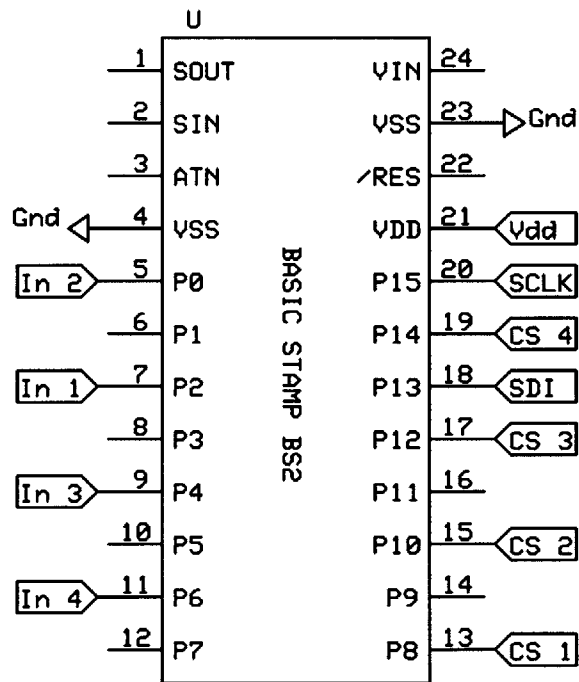 U
1 SOUT VIN 24
2 SIN VSS 23 Gnd
3 ATN /RES 22
Gnd 4 VSS VDD 21 Vdd
In 2 5 P0 P15 20 SCLK
6 P1 P14 19 CS 4
In 1 7 P2 P13 18 SDI
8 P3 P12 17 CS 3
In 3 9 P4 P11 16
10 P5 P10 15 CS 2
In 4 11 P6 P9 14
12 P7 P8 13 CS 1
BASIC STAMP BS2